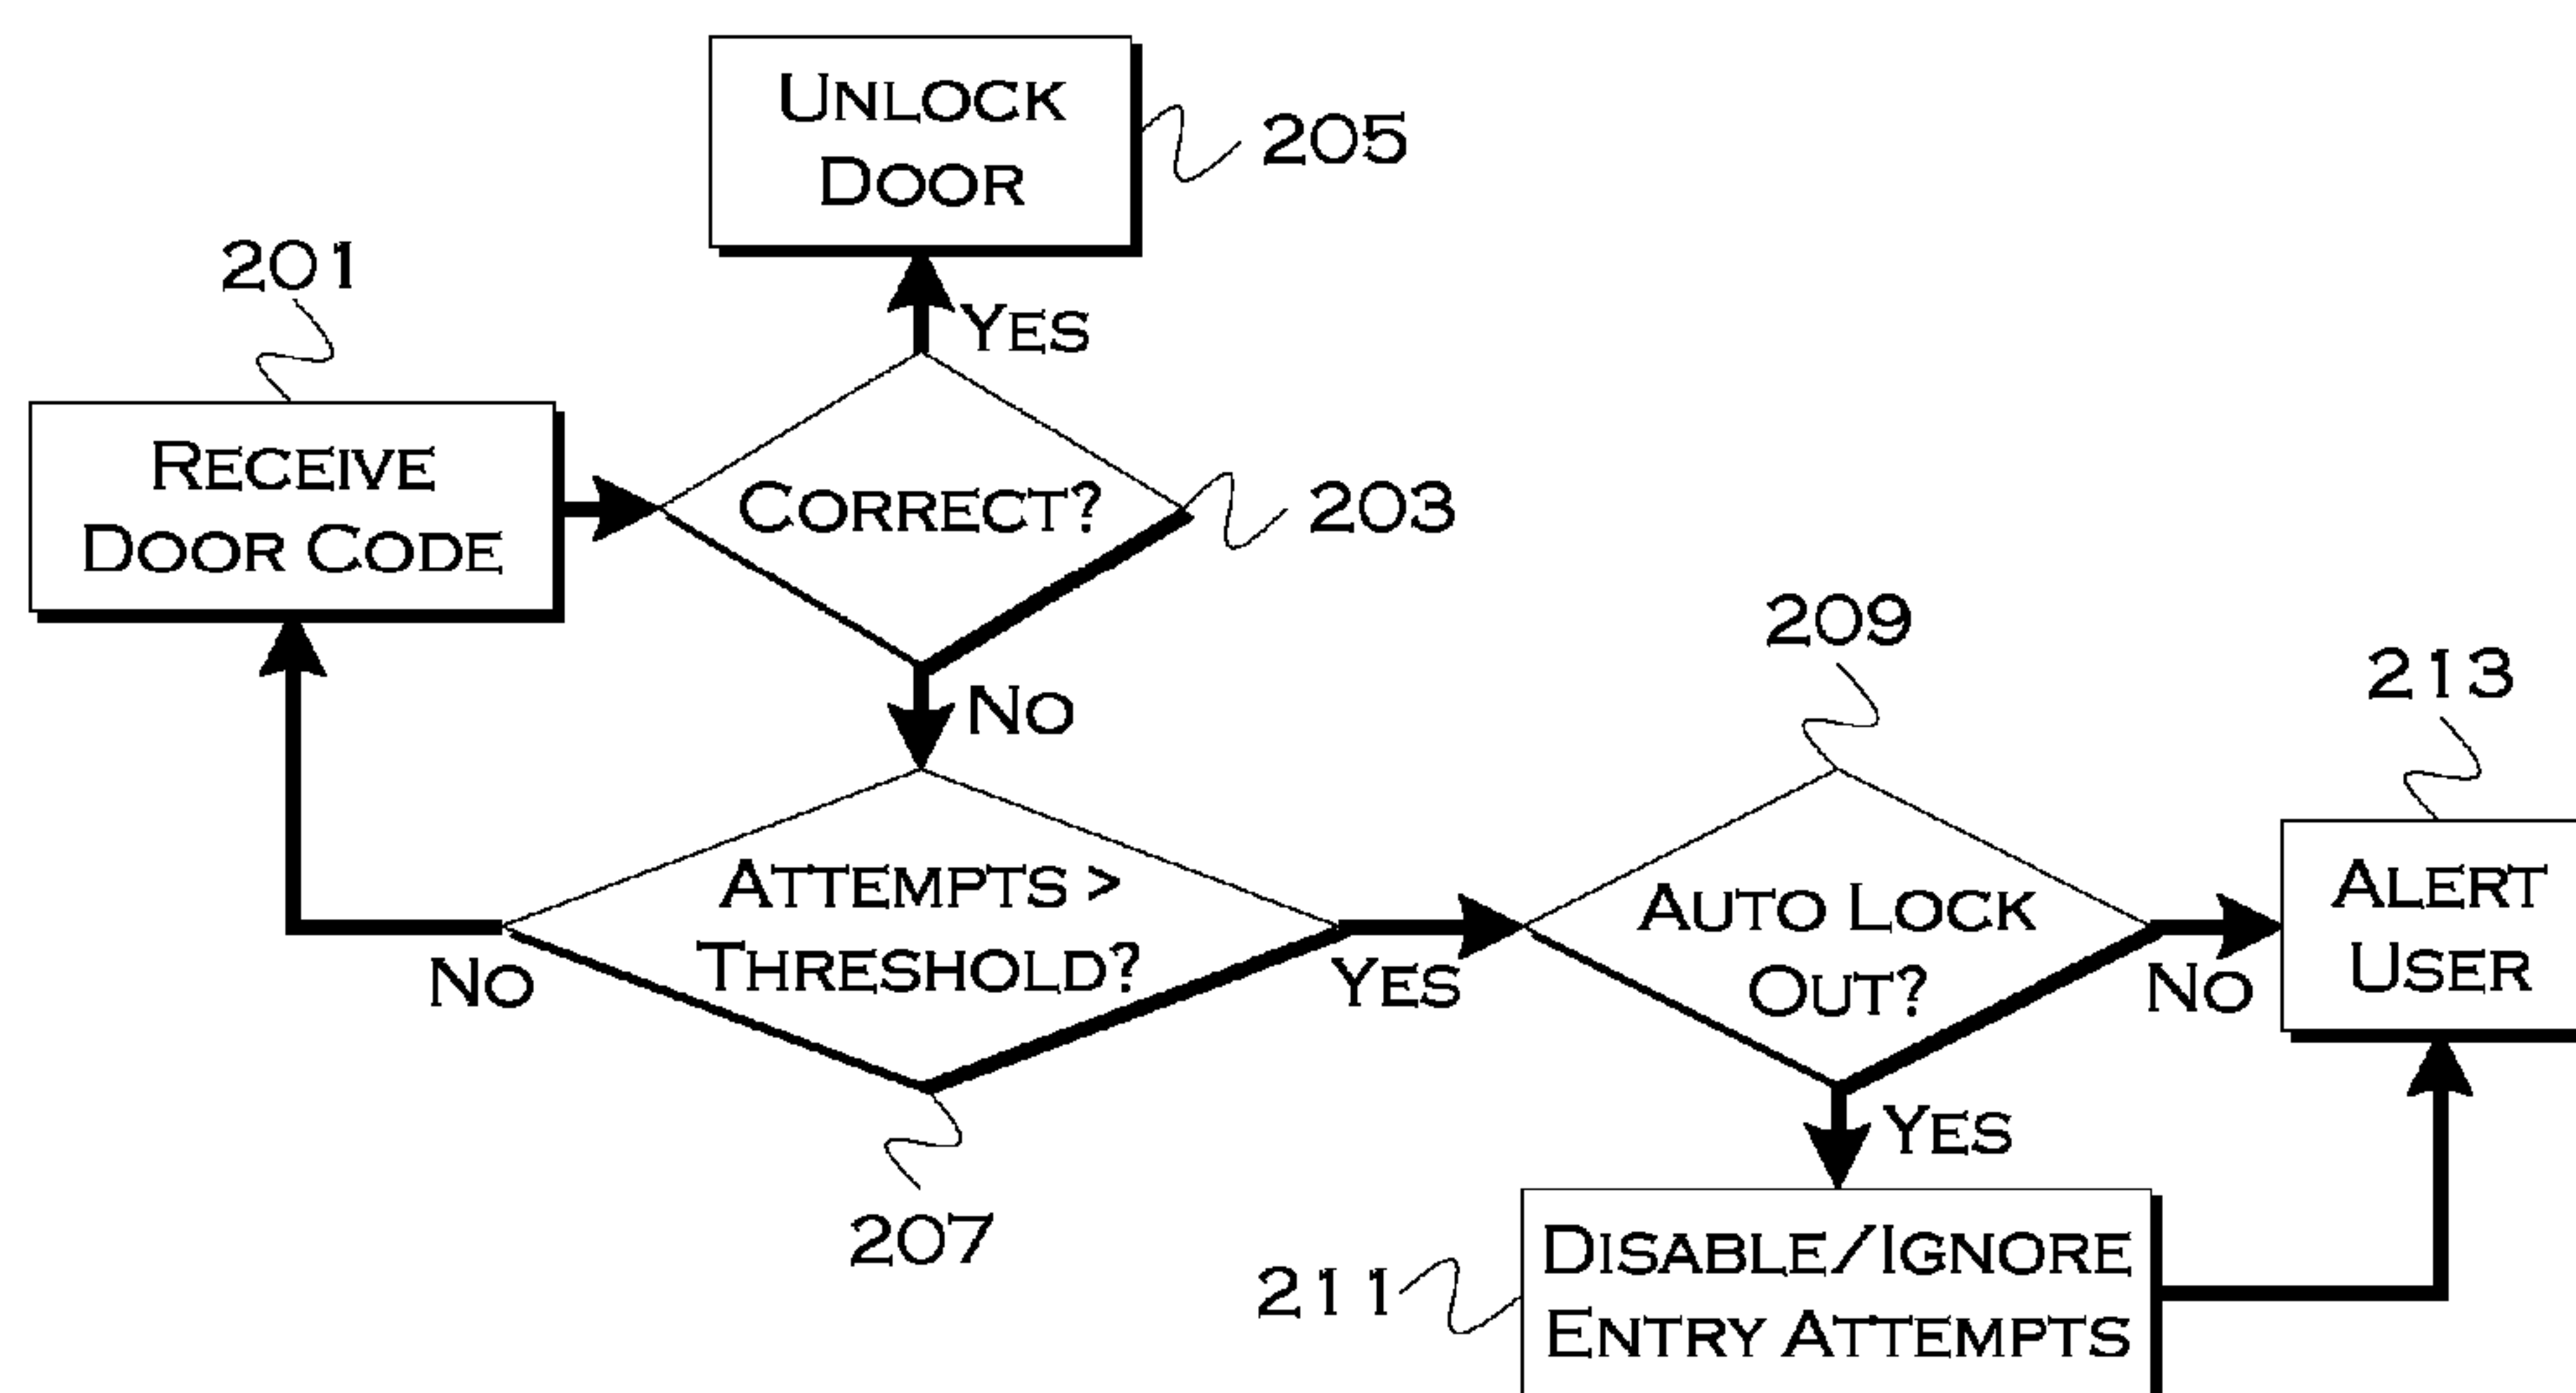 UNLOCK
DOOR
205
YES
201
RECEIVE
DOOR CODE
CORRECT?
203
NO
ATTEMPTS >
THRESHOLD?
NO
YES
207
209
AUTO LOCK
OUT?
NO
YES
213
ALERT
USER
211
DISABLE/IGNORE
ENTRY ATTEMPTS